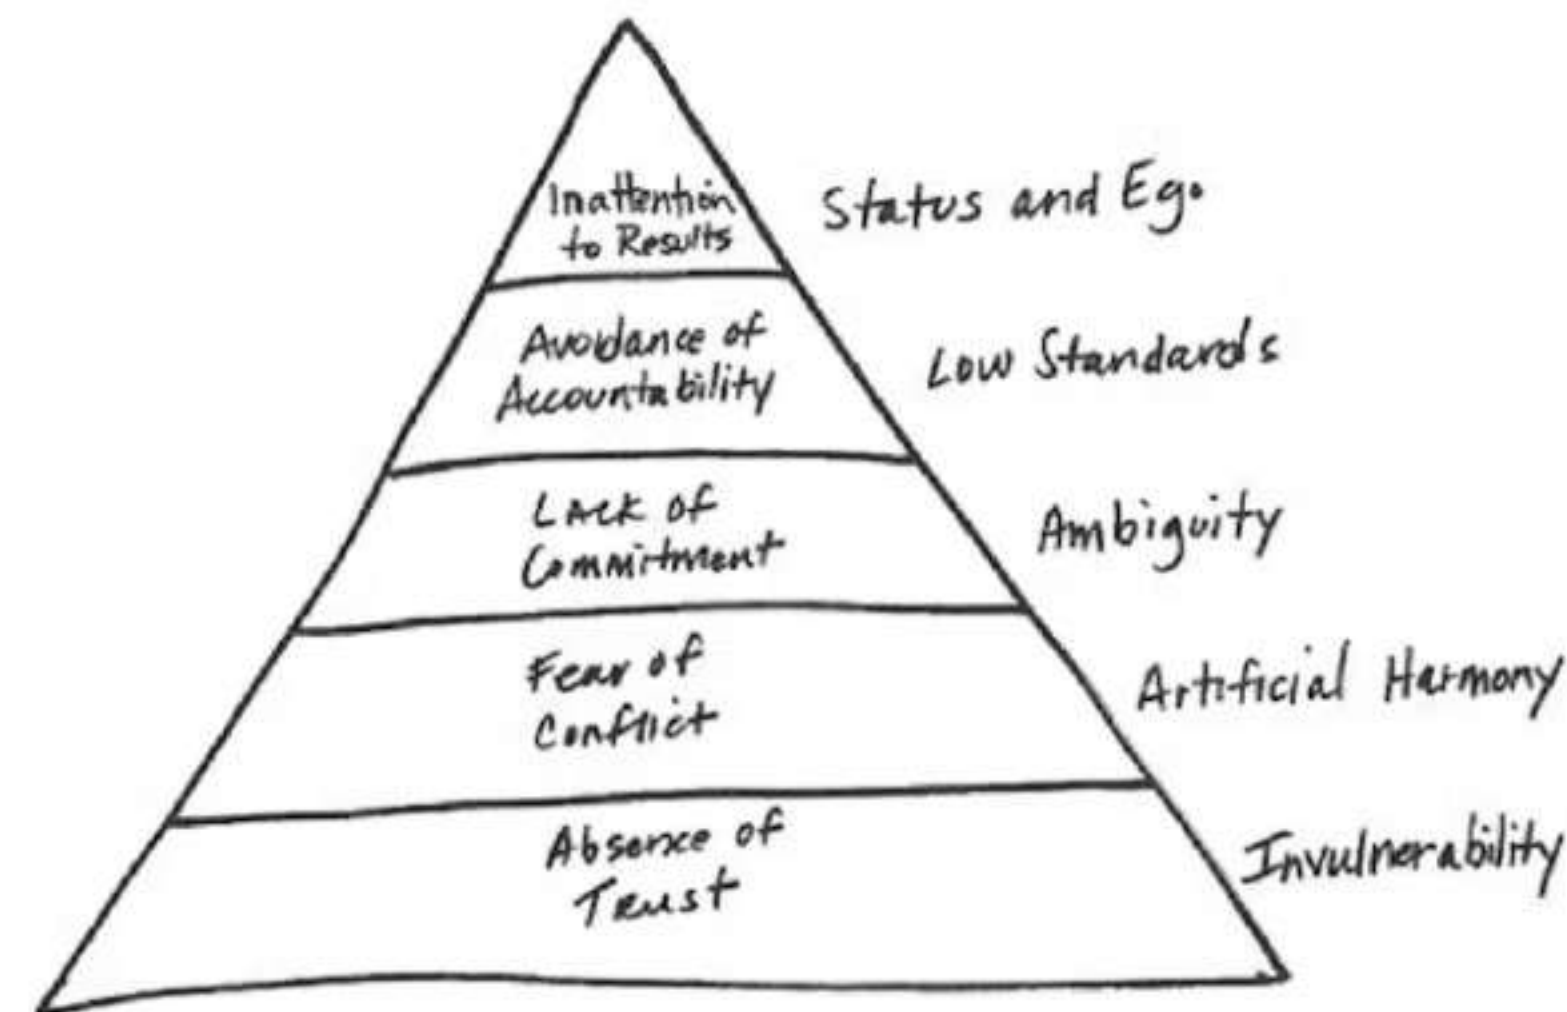 Inattention
to Results
Status and Ego
Avoidance of
Accountability
Low Standards
Lack of
Commitment
Ambiguity
Fear of
Conflict
Artificial Harmony
Absence of
Trust
Invulnerability